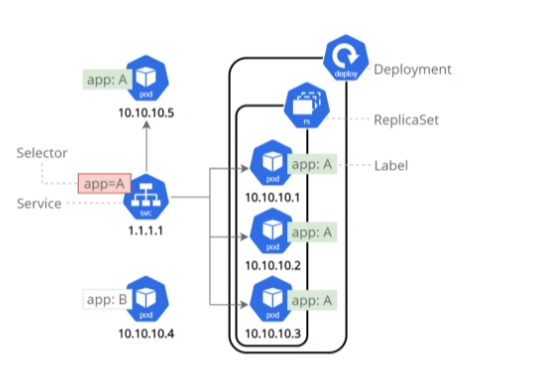 deploy
Deployment
app: A
pod
10.10.10.5
rs
ReplicaSet
Selector
app=A
Service
svc
1.1.1.1
app: A
Label
pod
10.10.10.1
app: A
pod
10.10.10.2
app: B
pod
10.10.10.4
app: A
pod
10.10.10.3